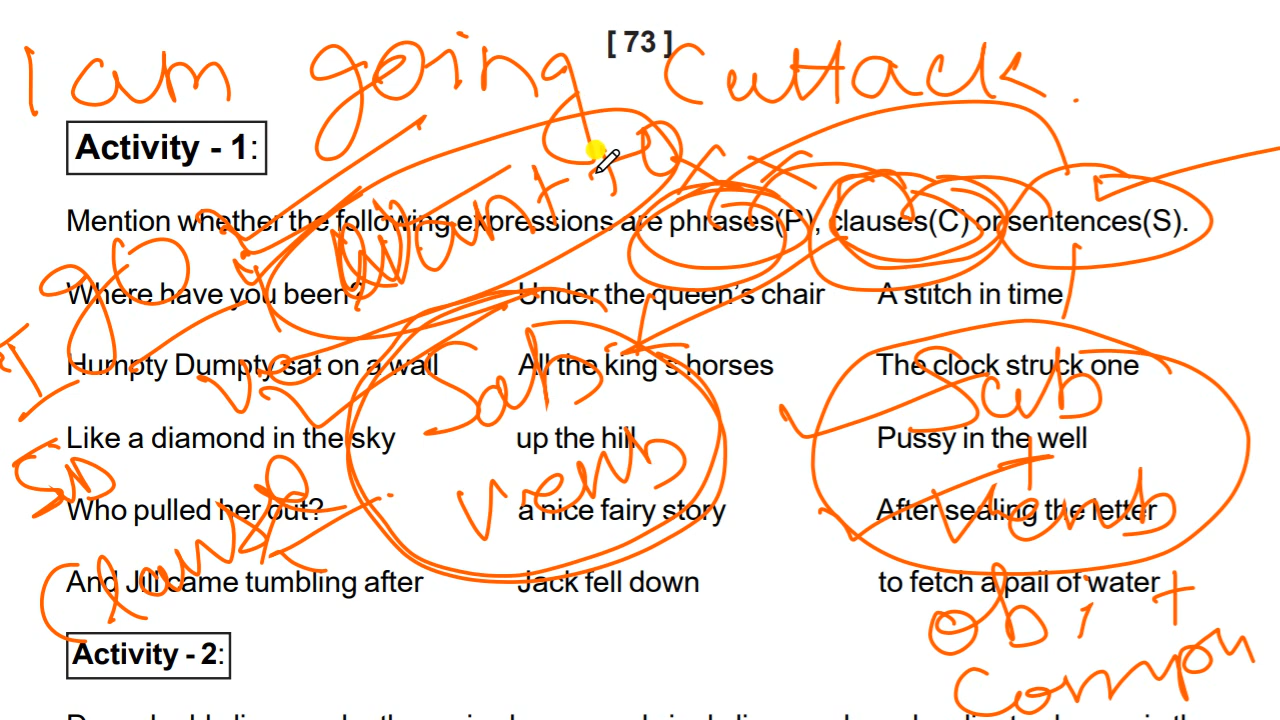 [ 73 ]
I am going Cuttack.
Activity - 1:
want to
Mention whether the following expressions are phrases(P), clauses(C) or sentences(S).
I go
Where have you been? Under the queen's chair A stitch in time
Humpty Dumpty sat on a wall All the king's horses The clock struck one
Sub Sub
Like a diamond in the sky up the hill Pussy in the well
+
verb Verb
Who pulled her out? a nice fairy story After sealing the letter
Clause
And Jill came tumbling after Jack fell down to fetch a pail of water
obj +
Activity - 2: